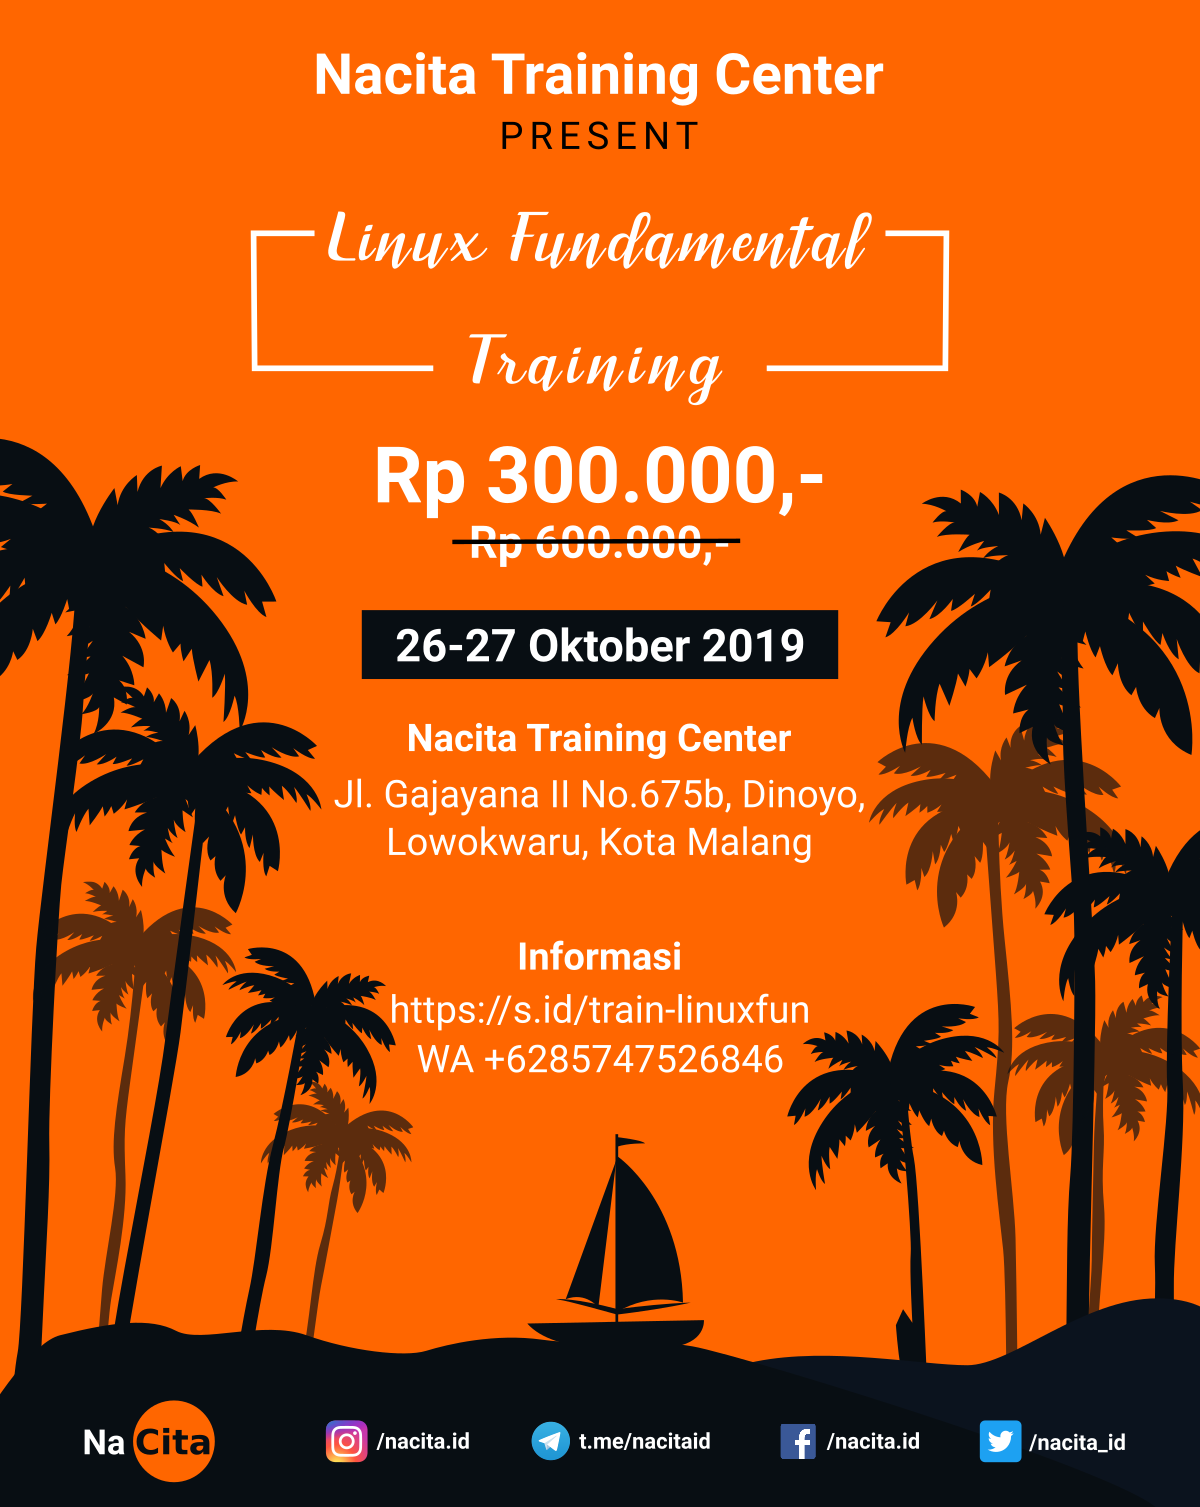 Nacita Training Center
PRESENT
Linux Fundamental
Training
Rp 300.000,-
Rp 600.000,-
26-27 Oktober 2019
Nacita Training Center
Jl. Gajayana II No.675b, Dinoyo,
Lowokwaru, Kota Malang
Informasi
https://s.id/train-linuxfun
WA +6285747526846
Na Cita
/nacita.id
t.me/nacitaid
/nacita.id
/nacita_id